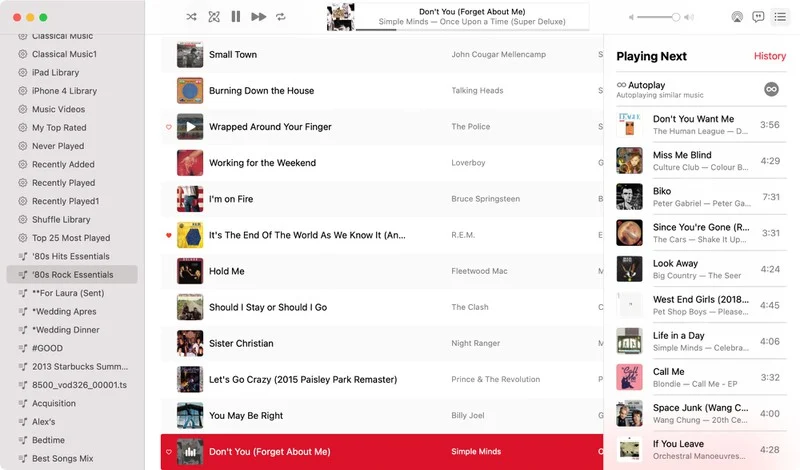 Don't You (Forget About Me)
Simple Minds — Once Upon a Time (Super Deluxe)
Classical Music
Classical Music1
iPad Library
iPhone 4 Library
Music Videos
My Top Rated
Never Played
Recently Added
Recently Played
Recently Played1
Shuffle Library
Top 25 Most Played
'80s Hits Essentials
'80s Rock Essentials
**For Laura (Sent)
*Wedding Apres
*Wedding Dinner
#GOOD
2013 Starbucks Summ...
8500_vod326_00001.ts
Acquisition
Alex's
Bedtime
Best Songs Mix
Small Town John Cougar Mellencamp S
Burning Down the House Talking Heads S
Wrapped Around Your Finger The Police S
Working for the Weekend Loverboy G
I'm on Fire Bruce Springsteen B
It's The End Of The World As We Know It (An... R.E.M. E
Hold Me Fleetwood Mac M
Should I Stay or Should I Go The Clash C
Sister Christian Night Ranger M
Let's Go Crazy (2015 Paisley Park Remaster) Prince & The Revolution P
You May Be Right Billy Joel G
Don't You (Forget About Me) Simple Minds
Playing Next History
Autoplay
Autoplaying similar music
Don't You Want Me 3:56
The Human League — D...
Miss Me Blind 4:29
Culture Club — Colour B...
Biko 7:31
Peter Gabriel — Peter Ga...
Since You're Gone (R... 3:31
The Cars — Shake It Up...
Look Away 4:24
Big Country — The Seer
West End Girls (2018... 4:45
Pet Shop Boys — Please...
Life in a Day 4:06
Simple Minds — Celebra...
Call Me 3:32
Blondie — Call Me - EP
Space Junk (Wang C... 4:00
Wang Chung — 20th Ce...
If You Leave 4:28
Orchestral Manoeuvres...